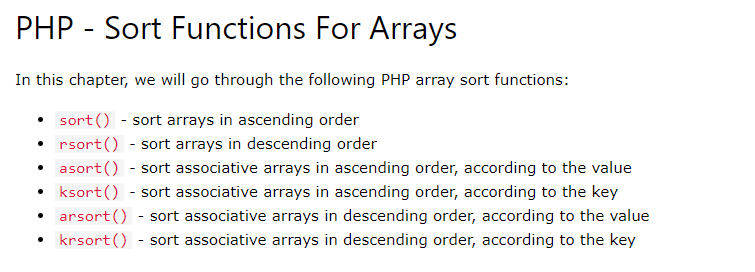 PHP - Sort Functions For Arrays
In this chapter, we will go through the following PHP array sort functions:
• sort() - sort arrays in ascending order
• rsort() - sort arrays in descending order
• asort() - sort associative arrays in ascending order, according to the value
• ksort() - sort associative arrays in ascending order, according to the key
• arsort() - sort associative arrays in descending order, according to the value
• krsort() - sort associative arrays in descending order, according to the key